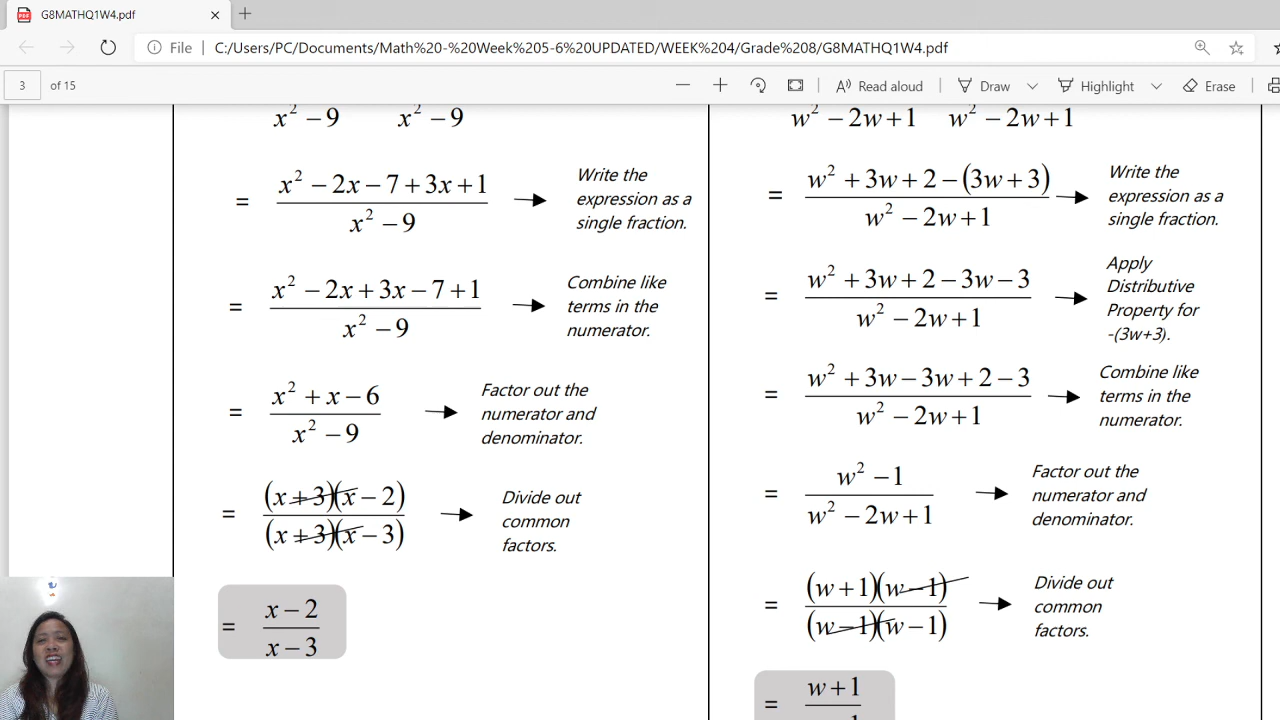 G8MATHQ1W4.pdf
File C:/Users/PC/Documents/Math%20-%20Week%205-6%20UPDATED/WEEK%204/Grade%208/G8MATHQ1W4.pdf
3 of 15 Read aloud Draw Highlight Erase
x² − 9 x² − 9
= (x² − 2x − 7 + 3x + 1)/(x² − 9) Write the
expression as a
single fraction.
= (x² − 2x + 3x − 7 + 1)/(x² − 9) Combine like
terms in the
numerator.
= (x² + x − 6)/(x² − 9) Factor out the
numerator and
denominator.
= (x + 3)(x − 2)/(x + 3)(x − 3) Divide out
common
factors.
= (x − 2)/(x − 3)
w² − 2w + 1 w² − 2w + 1
= (w² + 3w + 2 − (3w + 3))/(w² − 2w + 1) Write the
expression as a
single fraction.
= (w² + 3w + 2 − 3w − 3)/(w² − 2w + 1) Apply
Distributive
Property for
-(3w+3).
= (w² + 3w − 3w + 2 − 3)/(w² − 2w + 1) Combine like
terms in the
numerator.
= (w² − 1)/(w² − 2w + 1) Factor out the
numerator and
denominator.
= (w + 1)(w − 1)/(w − 1)(w − 1) Divide out
common
factors.
= w + 1